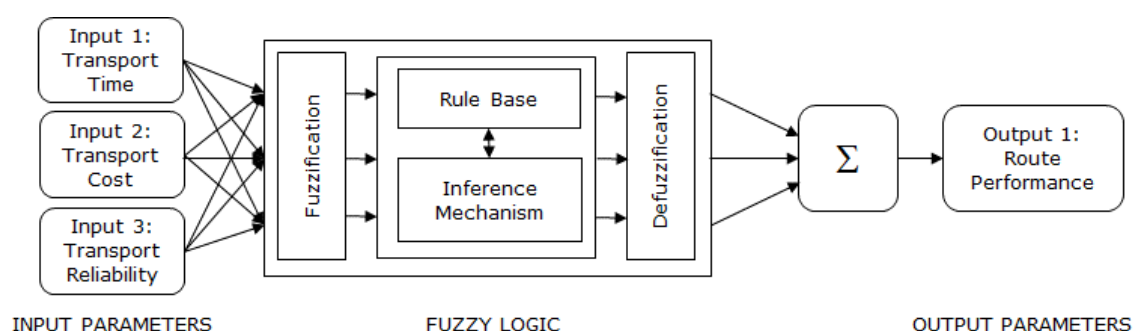 Input 1:
Transport
Time
Input 2:
Transport
Cost
Input 3:
Transport
Reliability
Fuzzification
Rule Base
Inference
Mechanism
Defuzzification
Σ
Output 1:
Route
Performance
INPUT PARAMETERS
FUZZY LOGIC
OUTPUT PARAMETERS